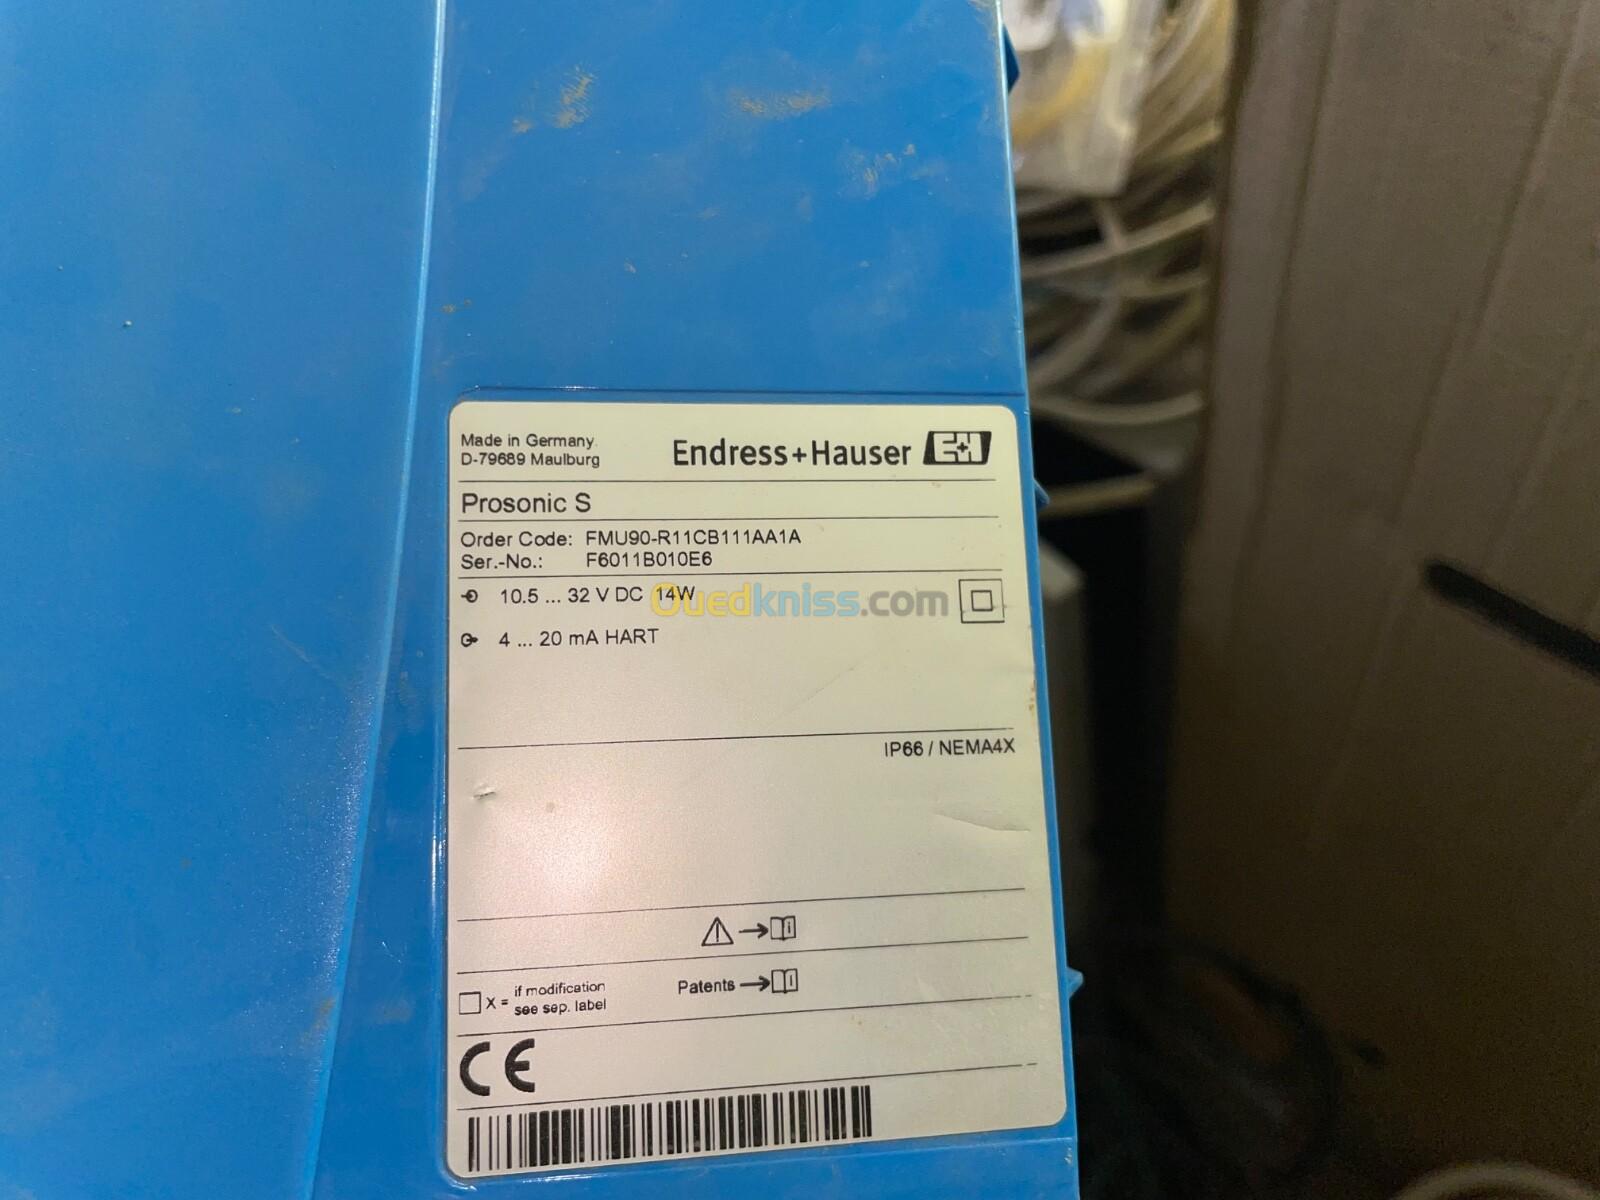 Made in Germany.
D-79689 Maulburg
Endress+Hauser
Prosonic S
Order Code: FMU90-R11CB111AA1A
Ser.-No.: F6011B010E6
10.5 ... 32 V DC 14W
Ouedkniss.com
4 ... 20 mA HART
IP66 / NEMA4X
X = if modification
see sep. label
Patents
CE